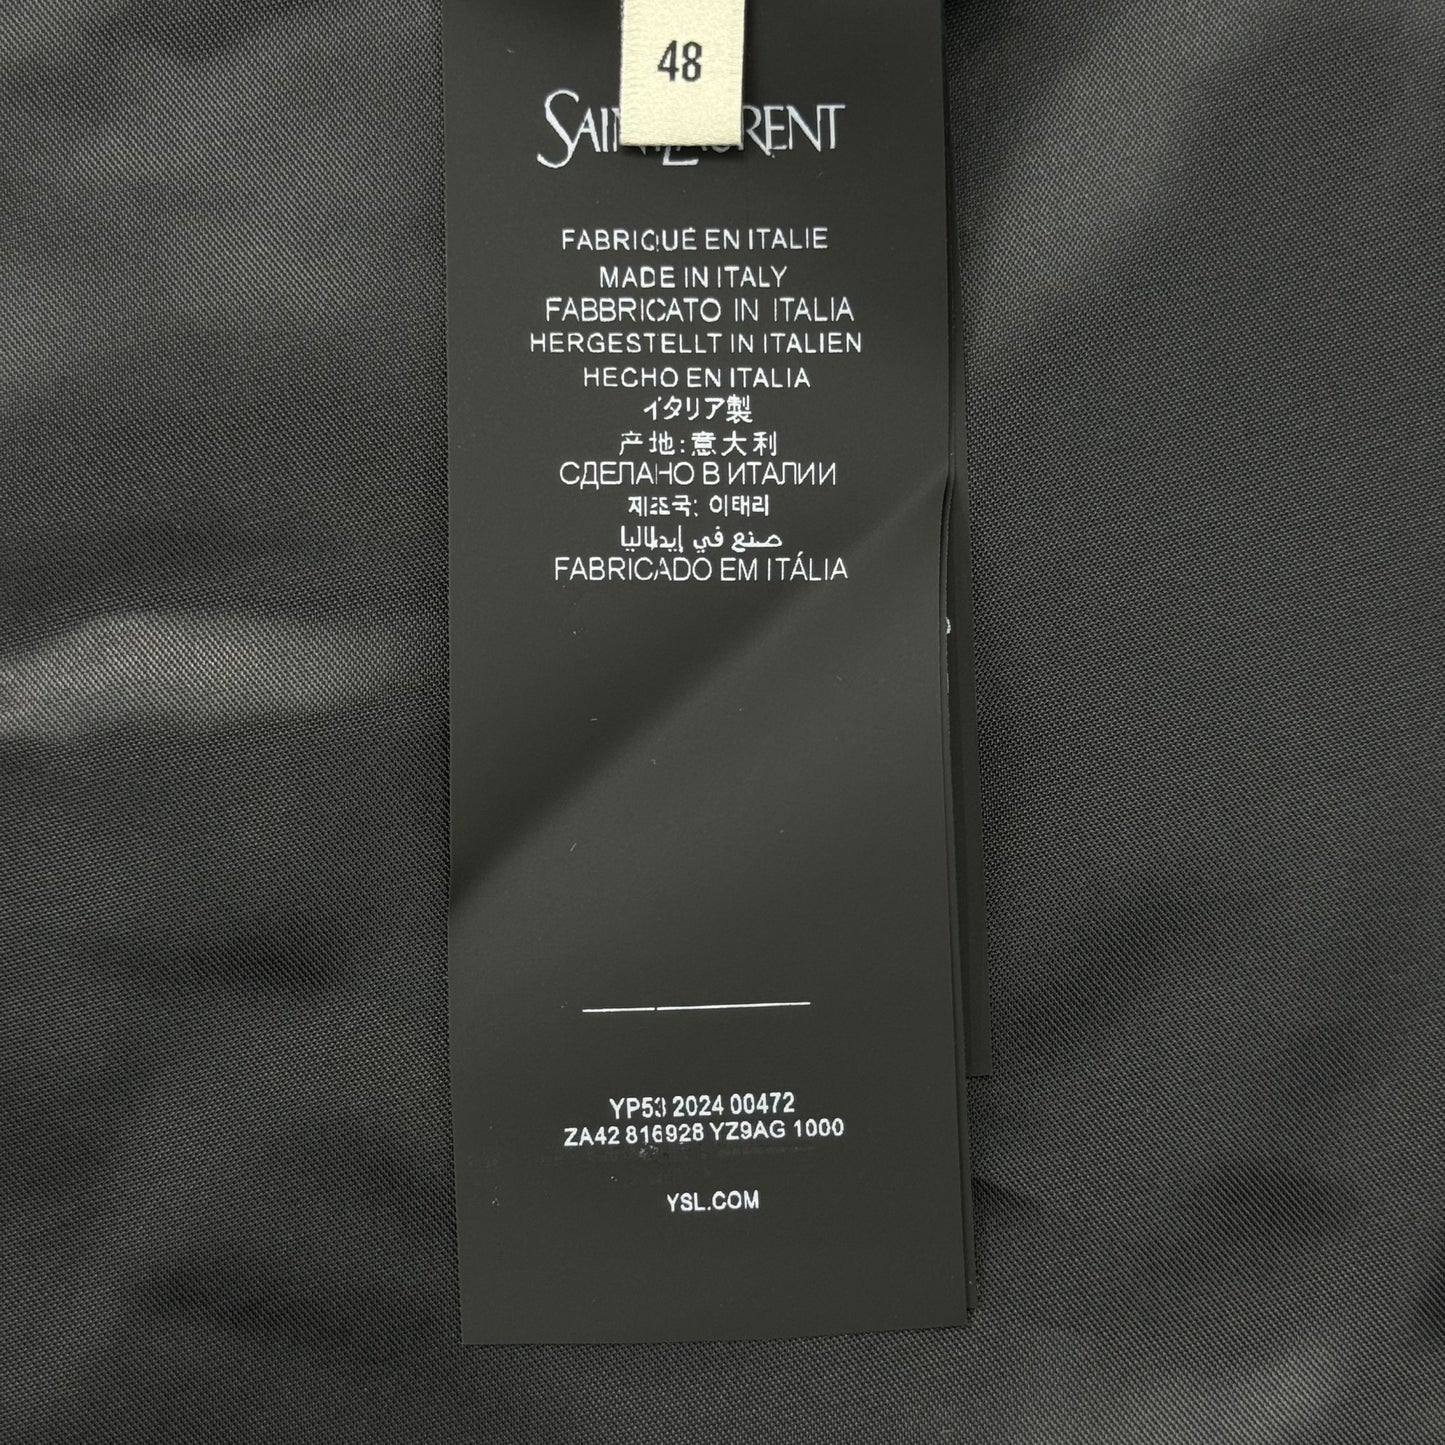 48
SAINT LAURENT
FABRIQUÉ EN ITALIE
MADE IN ITALY
FABBRICATO IN ITALIA
HERGESTELLT IN ITALIEN
HECHO EN ITALIA
イタリア製
产地:意大利
СДЕЛАНО В ИТАЛИИ
제조국: 이태리
صنع في إيطاليا
FABRICADO EM ITÁLIA
YP53 2024 00472
ZA42 816928 YZ9AG 1000
YSL.COM